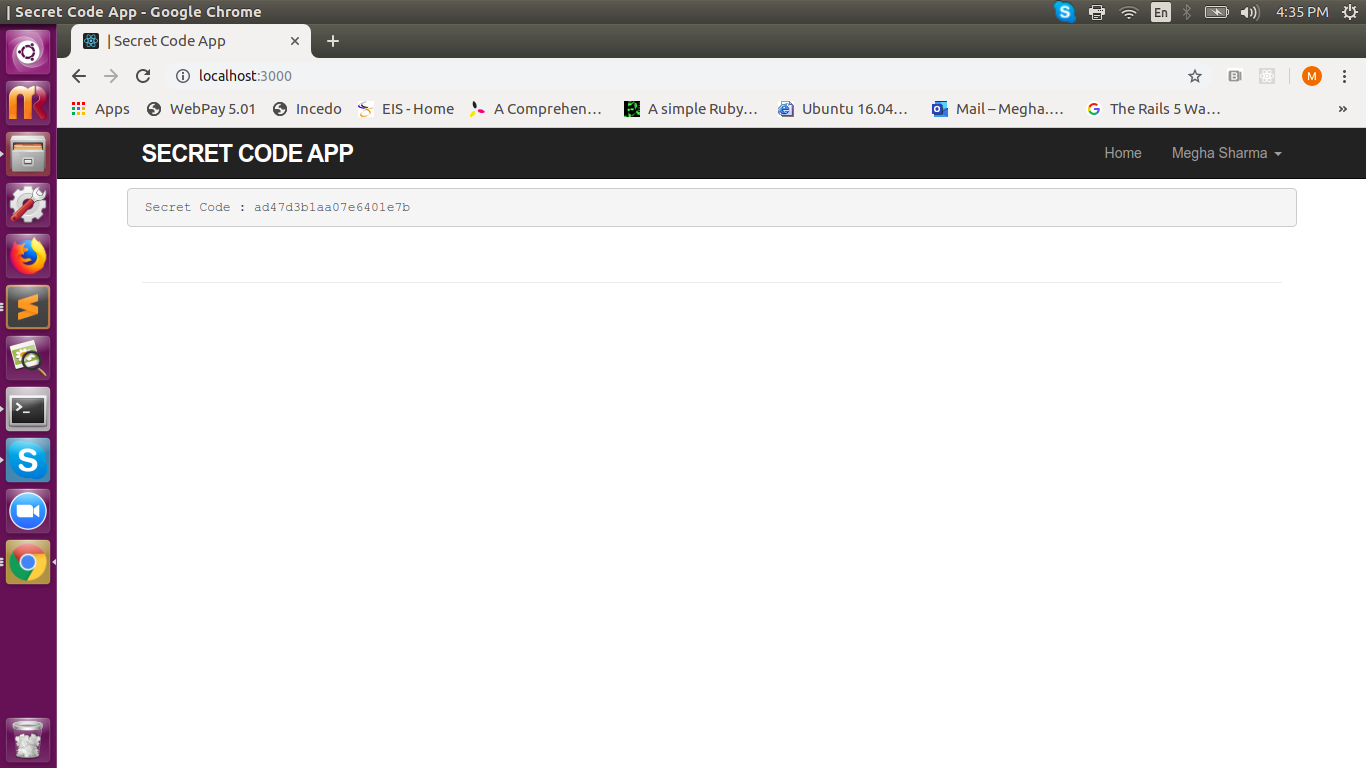 | Secret Code App - Google Chrome
En
4:35 PM
| Secret Code App
localhost:3000
M
Apps
WebPay 5.01
Incedo
EIS - Home
A Comprehen…
A simple Ruby…
Ubuntu 16.04…
Mail – Megha.…
The Rails 5 Wa…
»
SECRET CODE APP
Home
Megha Sharma
Secret Code : ad47d3b1aa07e6401e7b